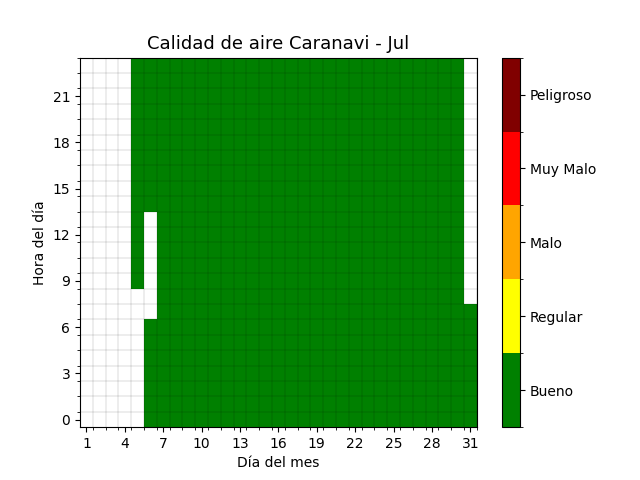 Calidad de aire Caranavi - Jul
Hora del día
21
18
15
12
9
6
3
0
1 4 7 10 13 16 19 22 25 28 31
Día del mes
Peligroso
Muy Malo
Malo
Regular
Bueno